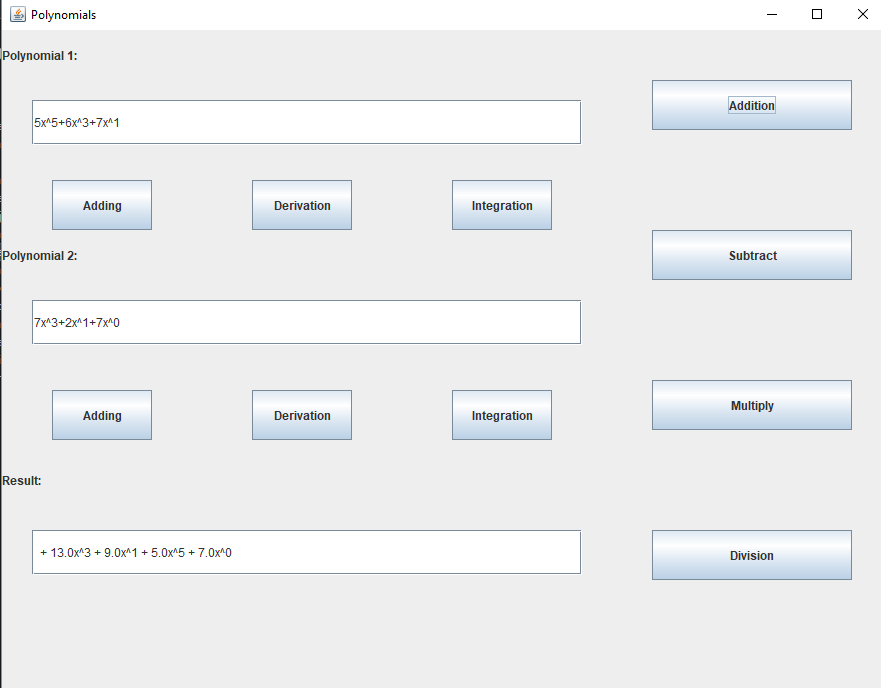 Polynomials
Polynomial 1:
Addition
5x^5+6x^3+7x^1
Adding Derivation Integration
Polynomial 2:
Subtract
7x^3+2x^1+7x^0
Adding Derivation Integration
Multiply
Result:
+ 13.0x^3 + 9.0x^1 + 5.0x^5 + 7.0x^0
Division